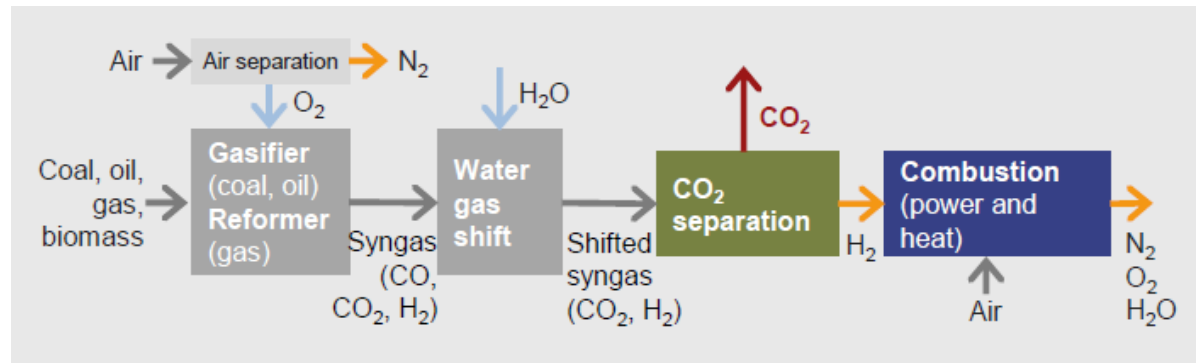 Air
Air separation
N₂
O₂
H₂O
CO₂
Coal, oil,
gas,
biomass
Gasifier
(coal, oil)
Reformer
(gas)
Syngas
(CO,
CO₂, H₂)
Water
gas
shift
Shifted
syngas
(CO₂, H₂)
CO₂
separation
H₂
Combustion
(power and
heat)
Air
N₂
O₂
H₂O